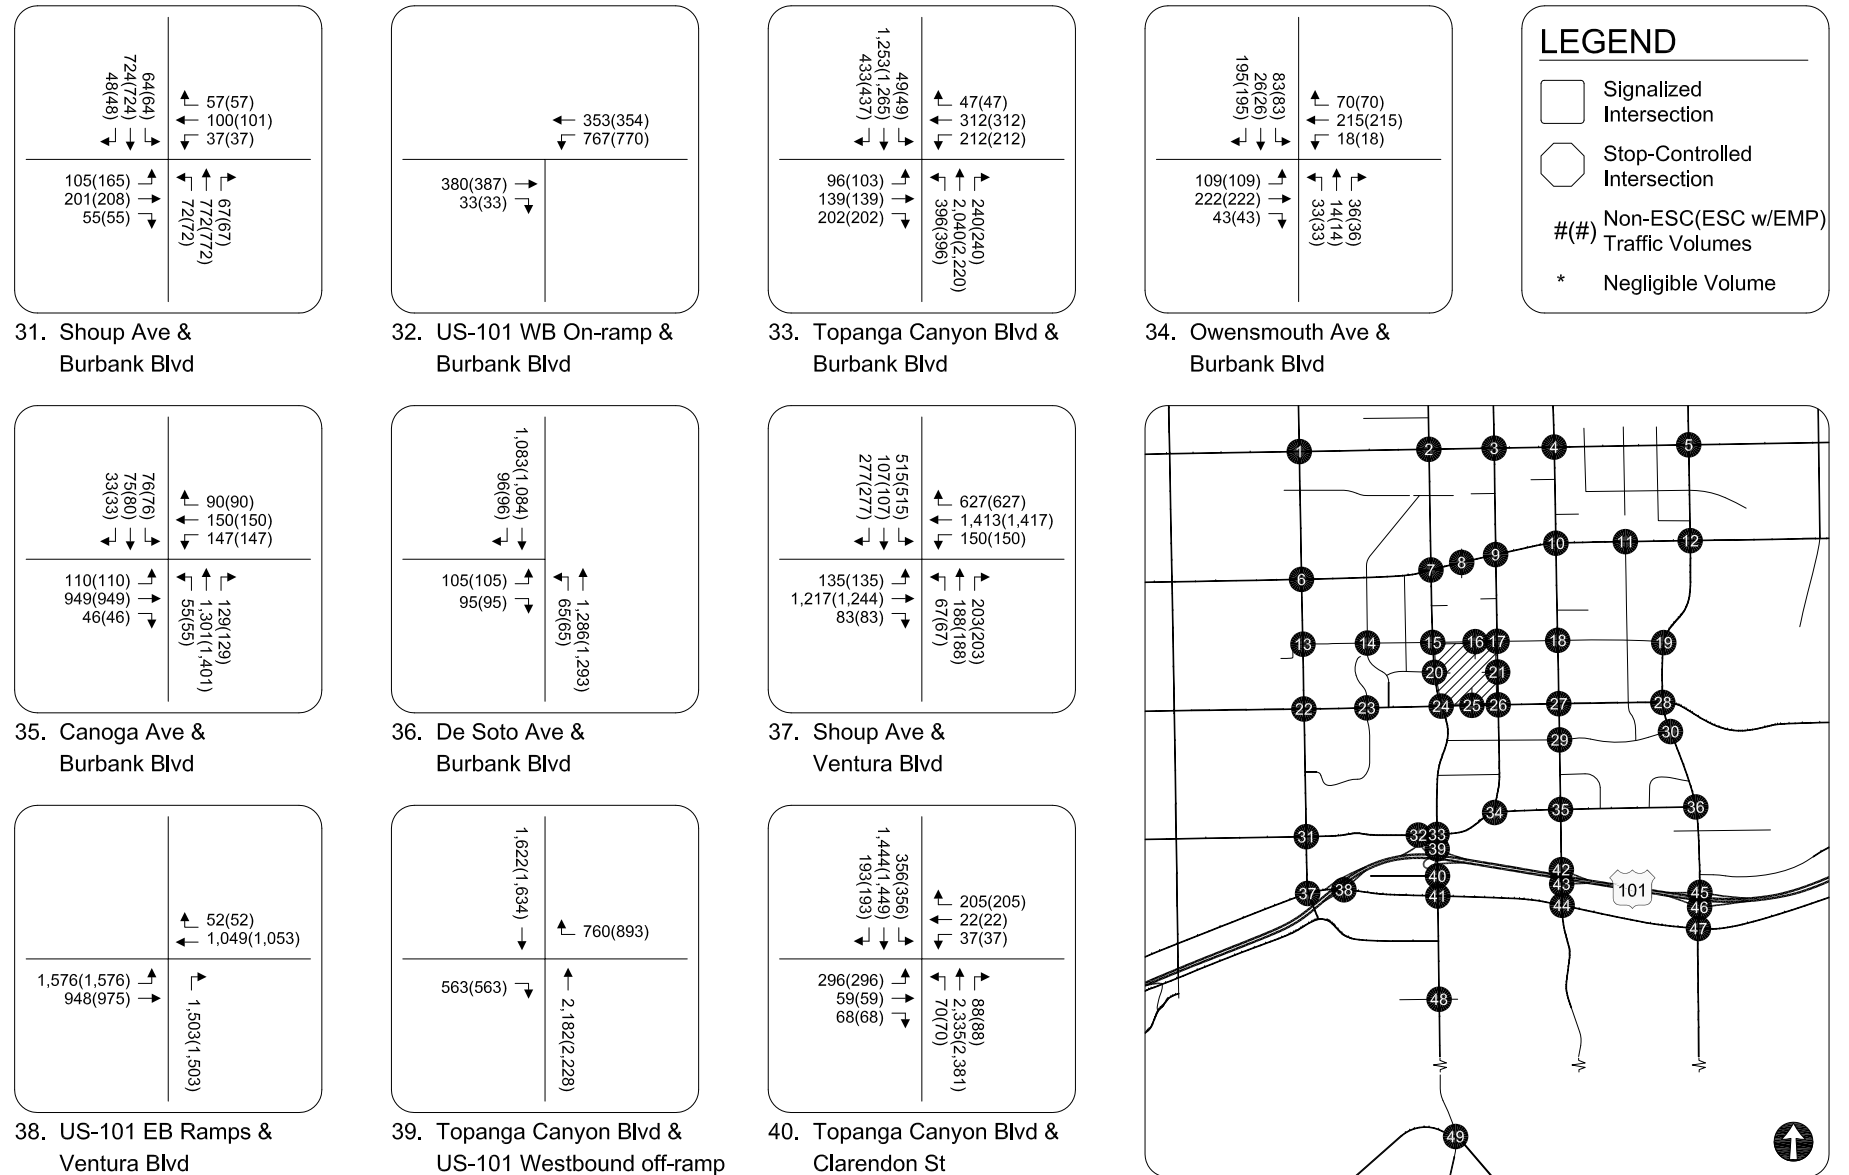 48(48)
724(724)
64(64)
57(57)
100(101)
37(37)
105(165)
201(208)
55(55)
72(72)
772(772)
67(67)
31. Shoup Ave &
Burbank Blvd
353(354)
767(770)
380(387)
33(33)
32. US-101 WB On-ramp &
Burbank Blvd
433(437)
1,253(1,265)
49(49)
47(47)
312(312)
212(212)
96(103)
139(139)
202(202)
396(396)
2,040(2,220)
240(240)
33. Topanga Canyon Blvd &
Burbank Blvd
195(195)
26(26)
83(83)
70(70)
215(215)
18(18)
109(109)
222(222)
43(43)
33(33)
14(14)
36(36)
34. Owensmouth Ave &
Burbank Blvd
LEGEND
Signalized
Intersection
Stop-Controlled
Intersection
#(#) Non-ESC(ESC w/EMP)
Traffic Volumes
* Negligible Volume
33(33)
75(80)
76(76)
90(90)
150(150)
147(147)
110(110)
949(949)
46(46)
55(55)
1,301(1,401)
129(129)
35. Canoga Ave &
Burbank Blvd
96(96)
1,083(1,084)
105(105)
95(95)
65(65)
1,286(1,293)
36. De Soto Ave &
Burbank Blvd
277(277)
107(107)
515(515)
627(627)
1,413(1,417)
150(150)
135(135)
1,217(1,244)
83(83)
67(67)
188(188)
203(203)
37. Shoup Ave &
Ventura Blvd
52(52)
1,049(1,053)
1,576(1,576)
948(975)
1,503(1,503)
38. US-101 EB Ramps &
Ventura Blvd
1,622(1,634)
760(893)
563(563)
2,182(2,228)
39. Topanga Canyon Blvd &
US-101 Westbound off-ramp
193(193)
1,444(1,449)
356(356)
205(205)
22(22)
37(37)
296(296)
59(59)
68(68)
70(70)
2,335(2,381)
88(88)
40. Topanga Canyon Blvd &
Clarendon St
1 2 3 4 5
6 7 8 9 10 11 12
13 14 15 16 17 18 19
20 21
22 23 24 25 26 27 28
29 30
31 32 33 34 35 36
37 38 39 40 41 42 43 44 45 46 47
101
48
49